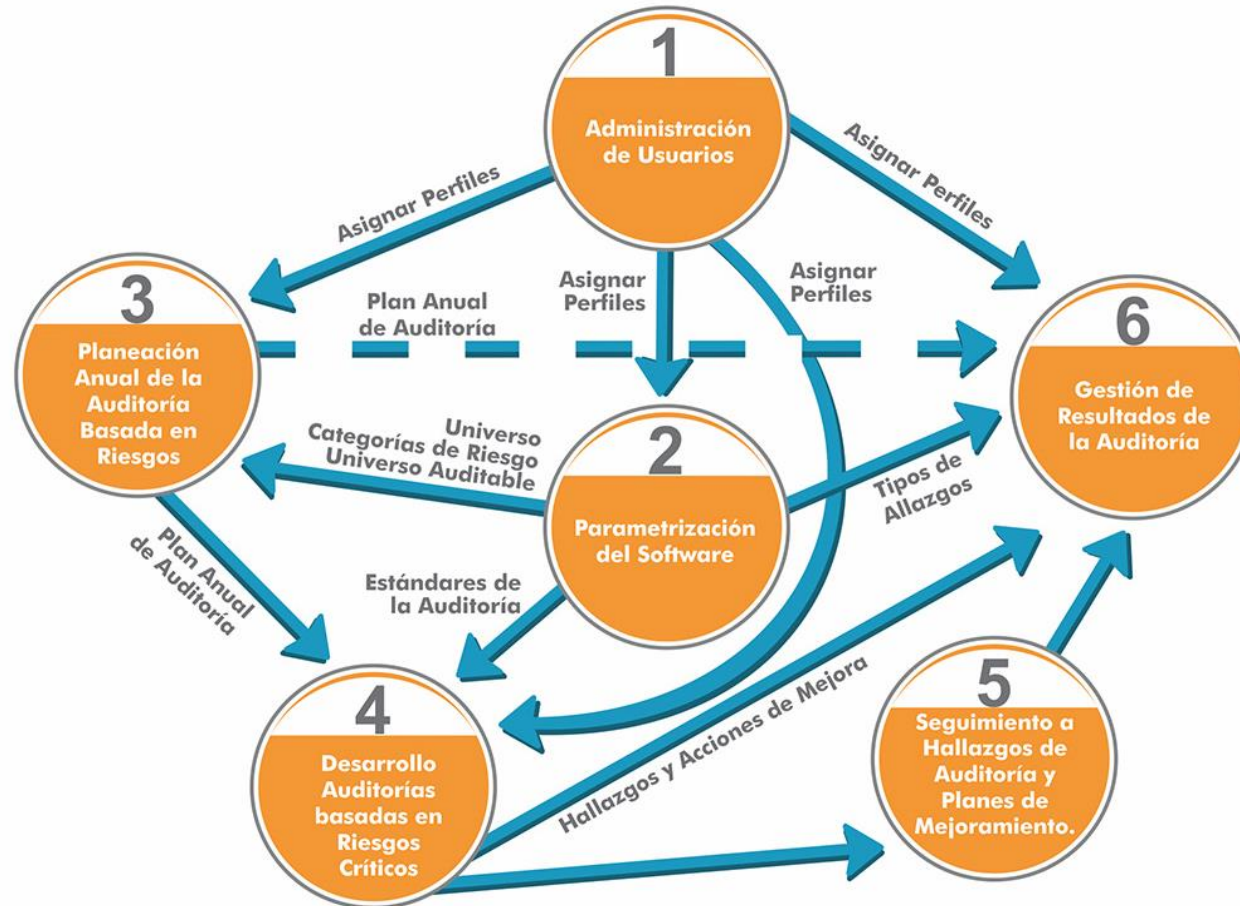 1
Administración
de Usuarios
Asignar Perfiles
Asignar Perfiles
Asignar
Perfiles
Asignar
Perfiles
3
Planeación
Anual de la
Auditoría
Basada en
Riesgos
Plan Anual
de Auditoría
6
Gestión de
Resultados de
la Auditoría
Universo
Categorías de Riesgo
Universo Auditable
2
Parametrización
del Software
Tipos de
Allazgos
Plan Anual
de Auditoría
Estándares de
la Auditoría
4
Desarrollo
Auditorías
basadas en
Riesgos
Críticos
Hallazgos y Acciones de Mejora
5
Seguimiento a
Hallazgos de
Auditoría y
Planes de
Mejoramiento.